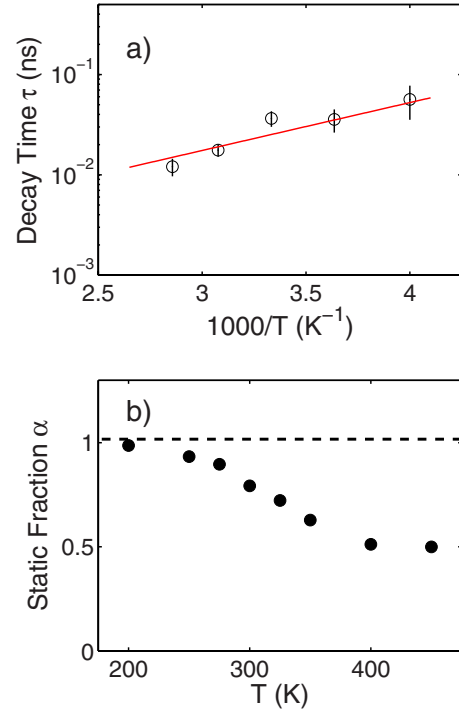 a)
Decay Time τ (ns)
10⁻¹
10⁻²
10⁻³
2.5 3 3.5 4
1000/T (K⁻¹)
b)
Static Fraction α
1
0.5
0
200 300 400
T (K)